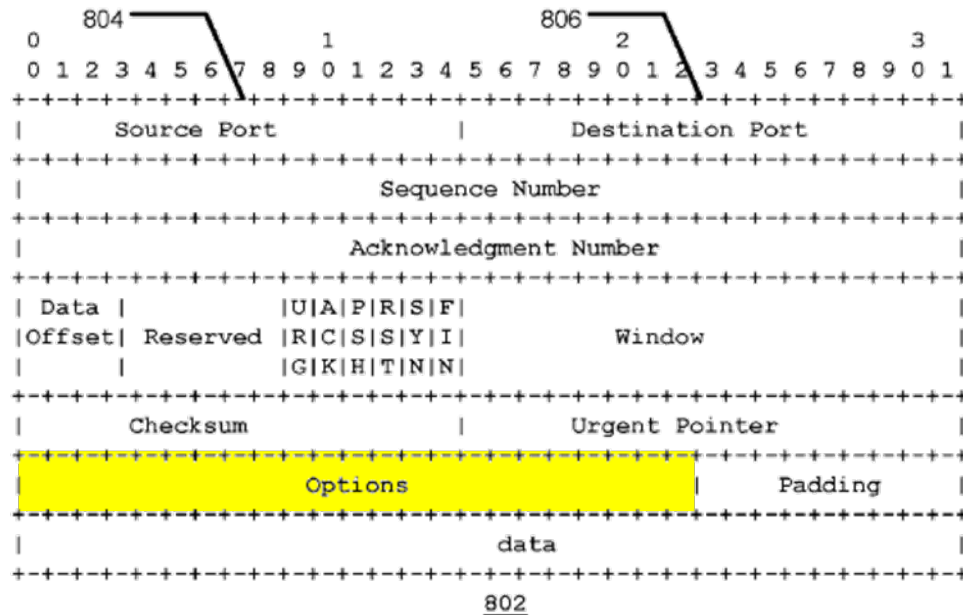 804 806
0 1 2 3
0 1 2 3 4 5 6 7 8 9 0 1 2 3 4 5 6 7 8 9 0 1 2 3 4 5 6 7 8 9 0 1
+-+-+-+-+-+-+-+-+-+-+-+-+-+-+-+-+-+-+-+-+-+-+-+-+-+-+-+-+-+-+-+-+
| Source Port | Destination Port |
+-+-+-+-+-+-+-+-+-+-+-+-+-+-+-+-+-+-+-+-+-+-+-+-+-+-+-+-+-+-+-+-+
| Sequence Number |
+-+-+-+-+-+-+-+-+-+-+-+-+-+-+-+-+-+-+-+-+-+-+-+-+-+-+-+-+-+-+-+-+
| Acknowledgment Number |
+-+-+-+-+-+-+-+-+-+-+-+-+-+-+-+-+-+-+-+-+-+-+-+-+-+-+-+-+-+-+-+-+
| Data | |U|A|P|R|S|F| |
|Offset| Reserved |R|C|S|S|Y|I| Window |
| | |G|K|H|T|N|N| |
+-+-+-+-+-+-+-+-+-+-+-+-+-+-+-+-+-+-+-+-+-+-+-+-+-+-+-+-+-+-+-+-+
| Checksum | Urgent Pointer |
+-+-+-+-+-+-+-+-+-+-+-+-+-+-+-+-+-+-+-+-+-+-+-+-+-+-+-+-+-+-+-+-+
| Options | Padding |
+-+-+-+-+-+-+-+-+-+-+-+-+-+-+-+-+-+-+-+-+-+-+-+-+-+-+-+-+-+-+-+-+
| data |
+-+-+-+-+-+-+-+-+-+-+-+-+-+-+-+-+-+-+-+-+-+-+-+-+-+-+-+-+-+-+-+-+
802